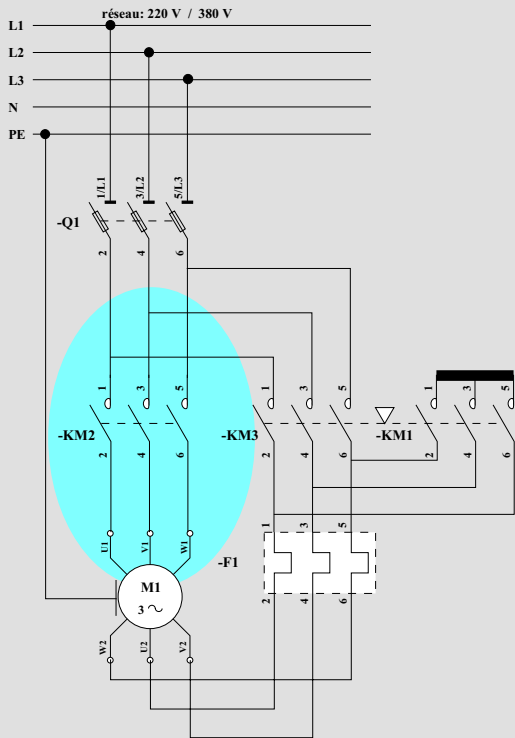 réseau: 220 V / 380 V
L1
L2
L3
N
PE
1/L1 3/L2 5/L3
-Q1
2 4 6
1 3 5 1 3 5 1 3 5
-KM2 -KM3 -KM1
2 4 6 2 4 6 2 4 6
1 3 5
U1 V1 W1
-F1
M1
3
2 4 6
W2 U2 V2